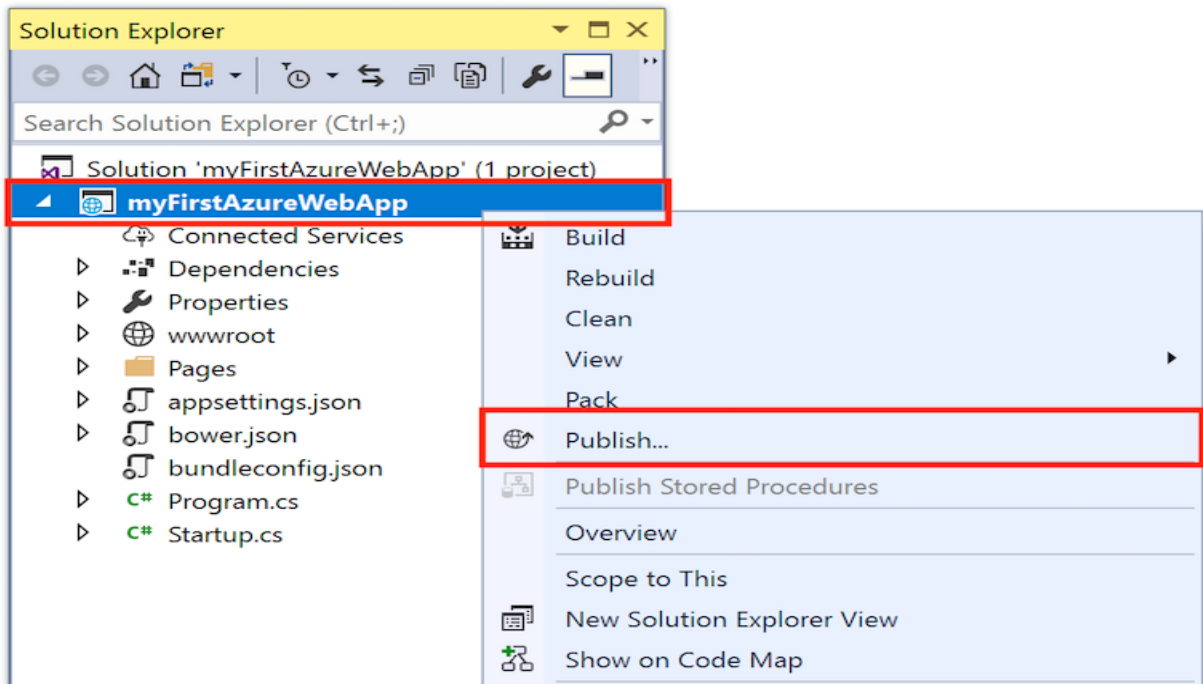 Solution Explorer
Search Solution Explorer (Ctrl+;)
Solution 'myFirstAzureWebApp' (1 project)
myFirstAzureWebApp
Connected Services
Dependencies
Properties
wwwroot
Pages
appsettings.json
bower.json
bundleconfig.json
C# Program.cs
C# Startup.cs
Build
Rebuild
Clean
View
Pack
Publish...
Publish Stored Procedures
Overview
Scope to This
New Solution Explorer View
Show on Code Map